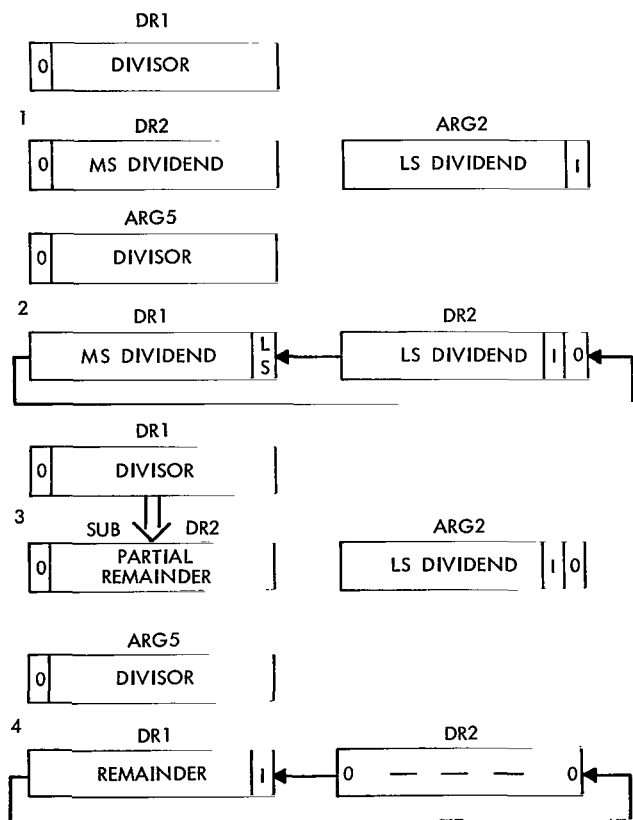 DR1
0 DIVISOR
1
DR2 ARG2
0 MS DIVIDEND LS DIVIDEND 1
ARG5
0 DIVISOR
2
DR1 DR2
MS DIVIDEND L S LS DIVIDEND 1 0
DR1
0 DIVISOR
3
SUB DR2 ARG2
0 PARTIAL REMAINDER LS DIVIDEND 1 0
ARG5
0 DIVISOR
4
DR1 DR2
REMAINDER 1 0 — — — 0